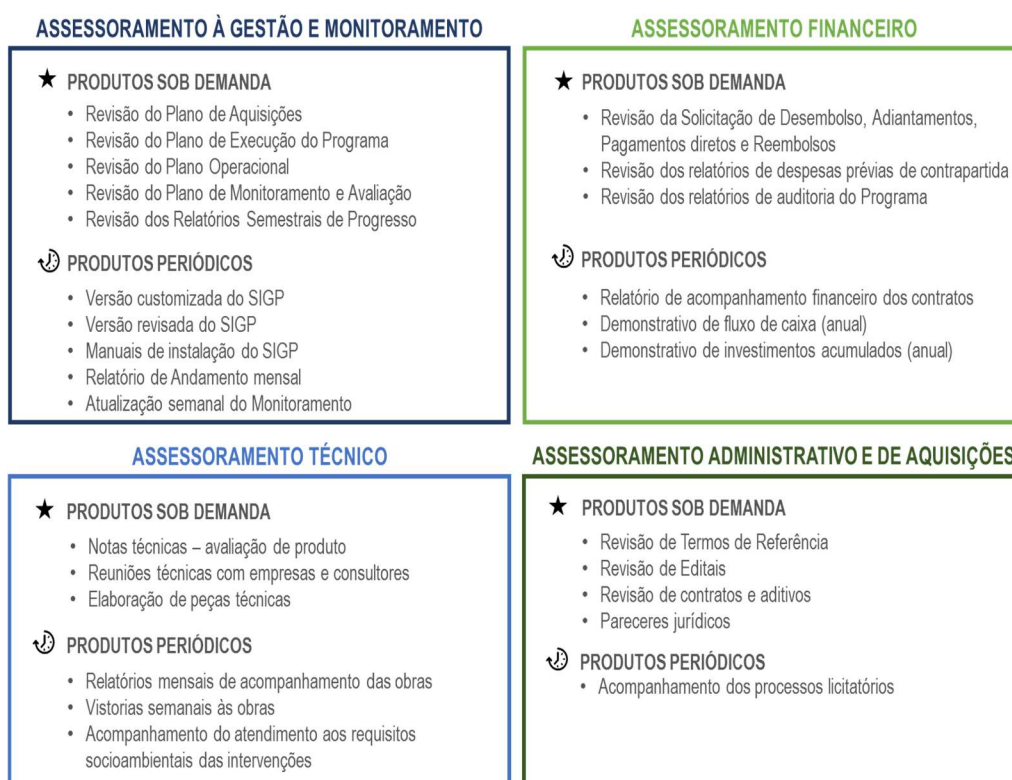 ASSESSORAMENTO À GESTÃO E MONITORAMENTO
★ PRODUTOS SOB DEMANDA
• Revisão do Plano de Aquisições
• Revisão do Plano de Execução do Programa
• Revisão do Plano Operacional
• Revisão do Plano de Monitoramento e Avaliação
• Revisão dos Relatórios Semestrais de Progresso
PRODUTOS PERIÓDICOS
• Versão customizada do SIGP
• Versão revisada do SIGP
• Manuais de instalação do SIGP
• Relatório de Andamento mensal
• Atualização semanal do Monitoramento
ASSESSORAMENTO FINANCEIRO
★ PRODUTOS SOB DEMANDA
• Revisão da Solicitação de Desembolso, Adiantamentos,
Pagamentos diretos e Reembolsos
• Revisão dos relatórios de despesas prévias de contrapartida
• Revisão dos relatórios de auditoria do Programa
PRODUTOS PERIÓDICOS
• Relatório de acompanhamento financeiro dos contratos
• Demonstrativo de fluxo de caixa (anual)
• Demonstrativo de investimentos acumulados (anual)
ASSESSORAMENTO TÉCNICO
★ PRODUTOS SOB DEMANDA
• Notas técnicas – avaliação de produto
• Reuniões técnicas com empresas e consultores
• Elaboração de peças técnicas
PRODUTOS PERIÓDICOS
• Relatórios mensais de acompanhamento das obras
• Vistorias semanais às obras
• Acompanhamento do atendimento aos requisitos
socioambientais das intervenções
ASSESSORAMENTO ADMINISTRATIVO E DE AQUISIÇÕES
★ PRODUTOS SOB DEMANDA
• Revisão de Termos de Referência
• Revisão de Editais
• Revisão de contratos e aditivos
• Pareceres jurídicos
PRODUTOS PERIÓDICOS
• Acompanhamento dos processos licitatórios